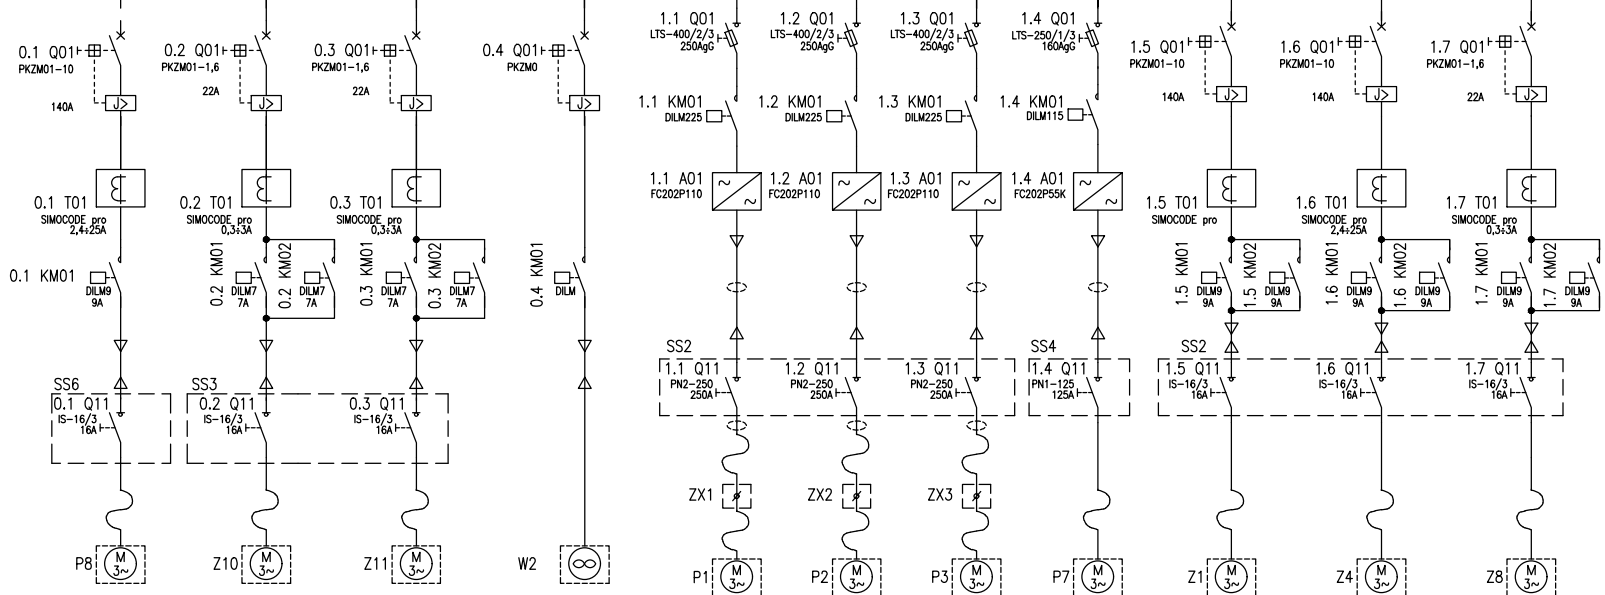 0.1 Q01
PKZM01-10
140A
J>
0.1 T01
SIMOCODE pro
2,4÷25A
0.1 KM01
DILM9
9A
SS6
0.1 Q11
IS-16/3
16A
P8
M
3~
0.2 Q01
PKZM01-1,6
22A
J>
0.2 T01
SIMOCODE pro
0,3÷3A
0.2 KM01
DILM7
7A
0.2 KM02
DILM7
7A
SS3
0.2 Q11
IS-16/3
16A
Z10
M
3~
0.3 Q01
PKZM01-1,6
22A
J>
0.3 T01
SIMOCODE pro
0,3÷3A
0.3 KM01
DILM7
7A
0.3 KM02
DILM7
7A
0.3 Q11
IS-16/3
16A
Z11
M
3~
0.4 Q01
PKZM0
J>
0.4 KM01
DILM
W2
1.1 Q01
LTS-400/2/3
250AgG
1.1 KM01
DILM225
1.1 A01
FC202P110
~
~
SS2
1.1 Q11
PN2-250
250A
ZX1
P1
M
3~
1.2 Q01
LTS-400/2/3
250AgG
1.2 KM01
DILM225
1.2 A01
FC202P110
~
~
1.2 Q11
PN2-250
250A
ZX2
P2
M
3~
1.3 Q01
LTS-400/2/3
250AgG
1.3 KM01
DILM225
1.3 A01
FC202P110
~
~
1.3 Q11
PN2-250
250A
ZX3
P3
M
3~
1.4 Q01
LTS-250/1/3
160AgG
1.4 KM01
DILM115
1.4 A01
FC202P55K
~
~
SS4
1.4 Q11
PN1-125
125A
P7
M
3~
1.5 Q01
PKZM01-10
140A
J>
1.5 T01
SIMOCODE pro
1.5 KM01
DILM9
9A
1.5 KM02
DILM9
9A
SS2
1.5 Q11
IS-16/3
16A
Z1
M
3~
1.6 Q01
PKZM01-10
140A
J>
1.6 T01
SIMOCODE pro
2,4÷25A
1.6 KM01
DILM9
9A
1.6 KM02
DILM9
9A
1.6 Q11
IS-16/3
16A
Z4
M
3~
1.7 Q01
PKZM01-1,6
22A
J>
1.7 T01
SIMOCODE pro
0,3÷3A
1.7 KM01
DILM9
9A
1.7 KM02
DILM9
9A
1.7 Q11
IS-16/3
16A
Z8
M
3~